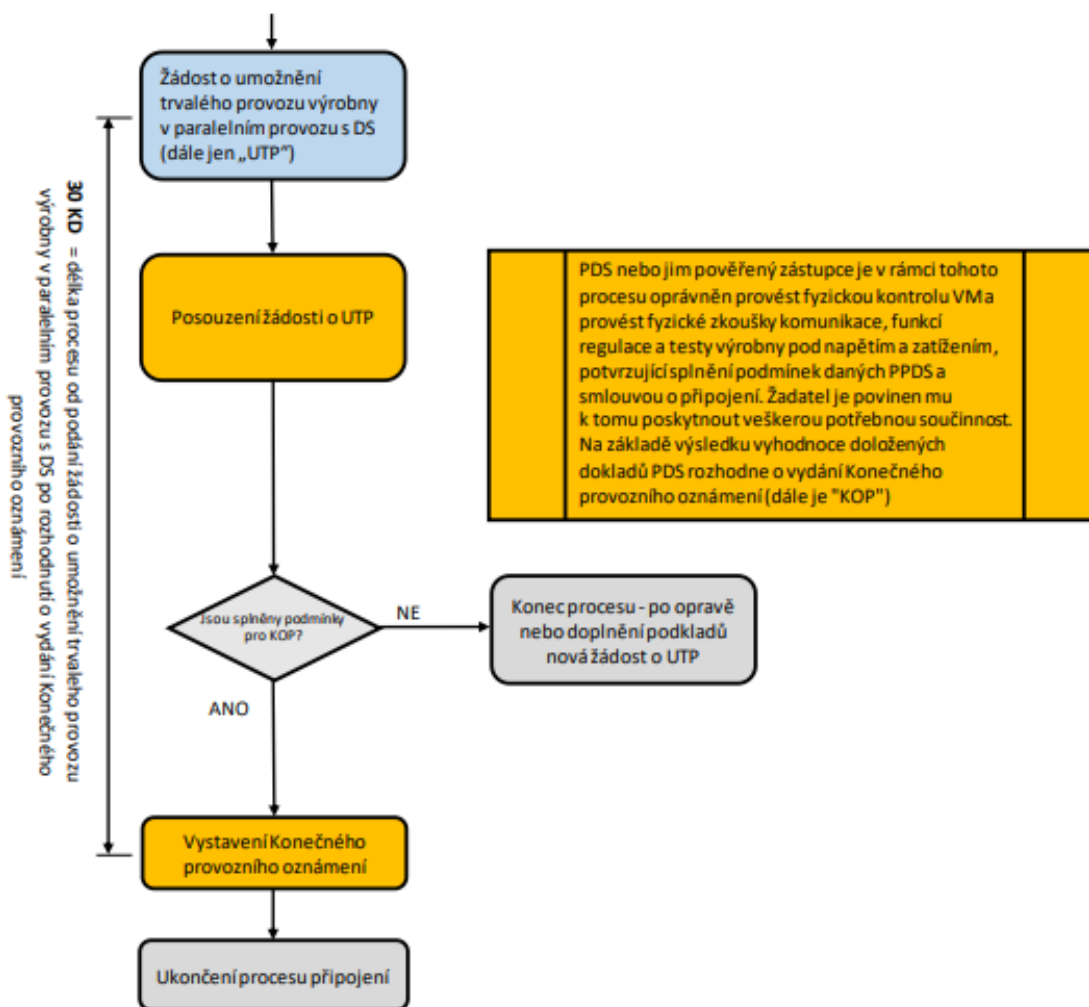 Žádost o umožnění
trvalého provozu výrobny
v paralelním provozu s DS
(dále jen „UTP")
30 KD = délka procesu od podání žádosti o umožnění trvaleho provozu
výrobny v paralelním provozu s DS po rozhodnutí o vydání Konečného
provozního oznámení
Posouzení žádosti o UTP
PDS nebo jim pověřený zástupce je v rámci tohoto
procesu oprávněn provést fyzickou kontrolu VM a
provést fyzické zkoušky komunikace, funkcí
regulace a testy výrobny pod napětím a zatížením,
potvrzující splnění podmínek daných PPDS a
smlouvou o připojení. Žadatel je povinen mu
k tomu poskytnout veškerou potřebnou součinnost.
Na základě výsledku vyhodnoce doložených
dokladů PDS rozhodne o vydání Konečného
provozního oznámení (dále je "KOP")
Jsou splněny podmínky
pro KOP?
NE
Konec procesu - po opravě
nebo doplnění podkladů
nová žádost o UTP
ANO
Vystavení Konečného
provozního oznámení
Ukončení procesu připojení